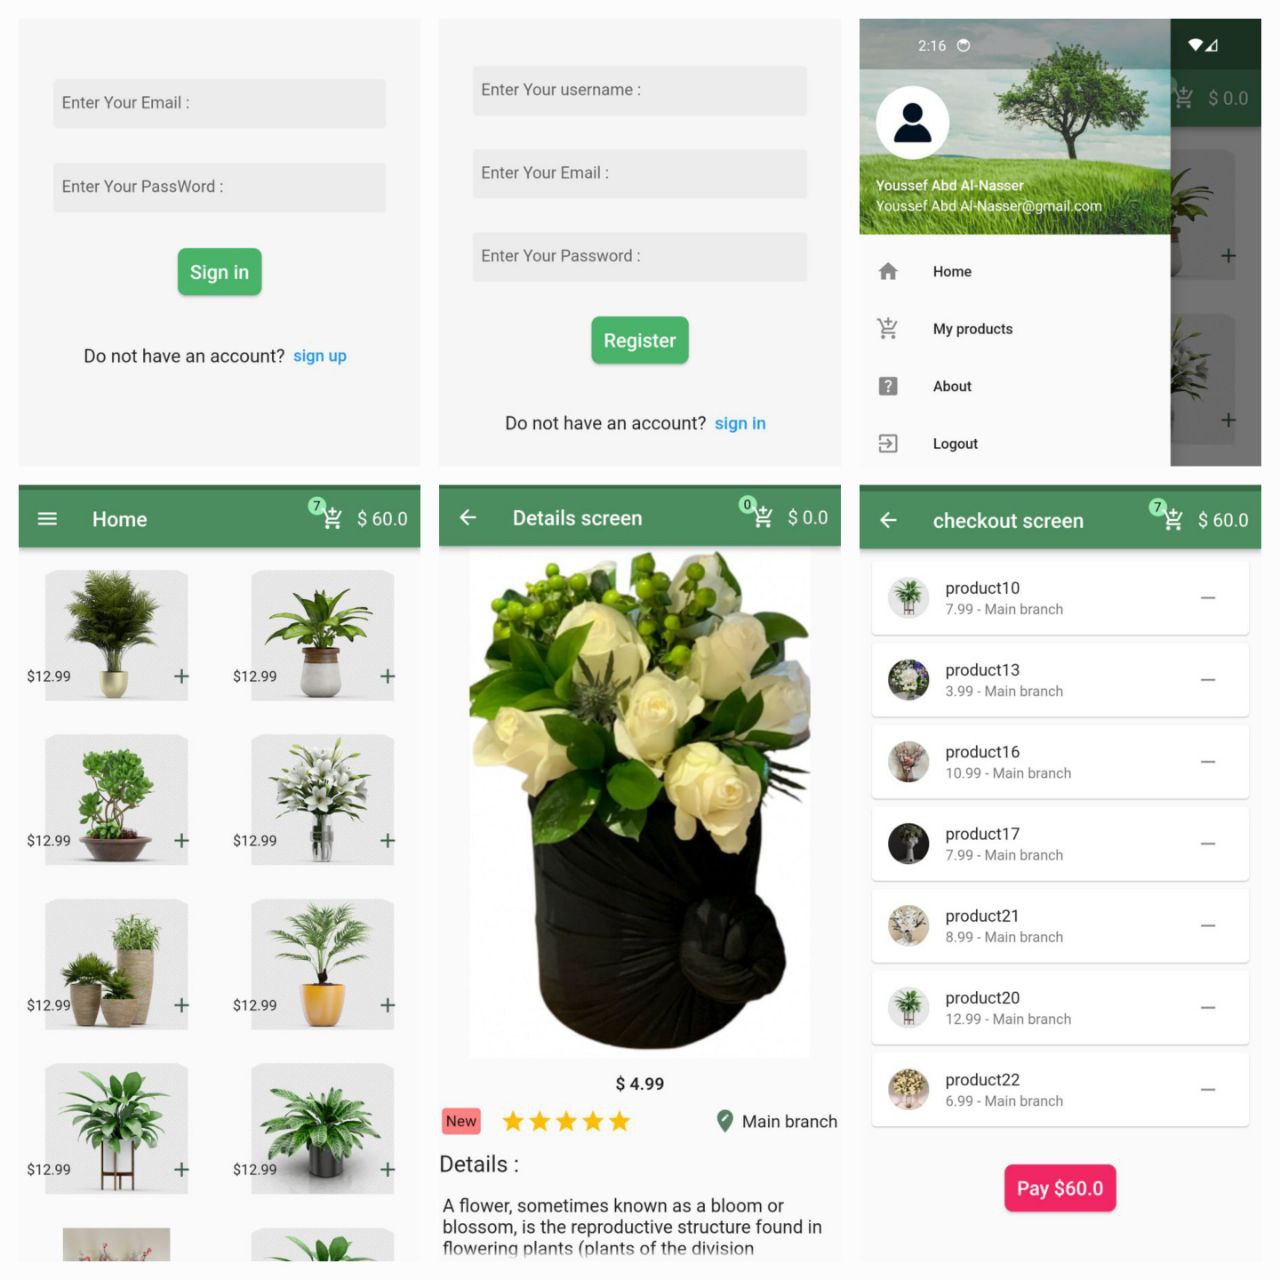 Enter Your Email :
Enter Your PassWord :
Sign in
Do not have an account? sign up
Enter Your username :
Enter Your Email :
Enter Your Password :
Register
Do not have an account? sign in
2:16
$ 0.0
Youssef Abd Al-Nasser
Youssef Abd Al-Nasser@gmail.com
Home
My products
About
Logout
Home
7
$ 60.0
$12.99
$12.99
$12.99
$12.99
$12.99
$12.99
$12.99
$12.99
Details screen
0
$ 0.0
$ 4.99
New
Main branch
Details :
A flower, sometimes known as a bloom or
blossom, is the reproductive structure found in
flowering plants (plants of the division
checkout screen
7
$ 60.0
product10
7.99 - Main branch
product13
3.99 - Main branch
product16
10.99 - Main branch
product17
7.99 - Main branch
product21
8.99 - Main branch
product20
12.99 - Main branch
product22
6.99 - Main branch
Pay $60.0